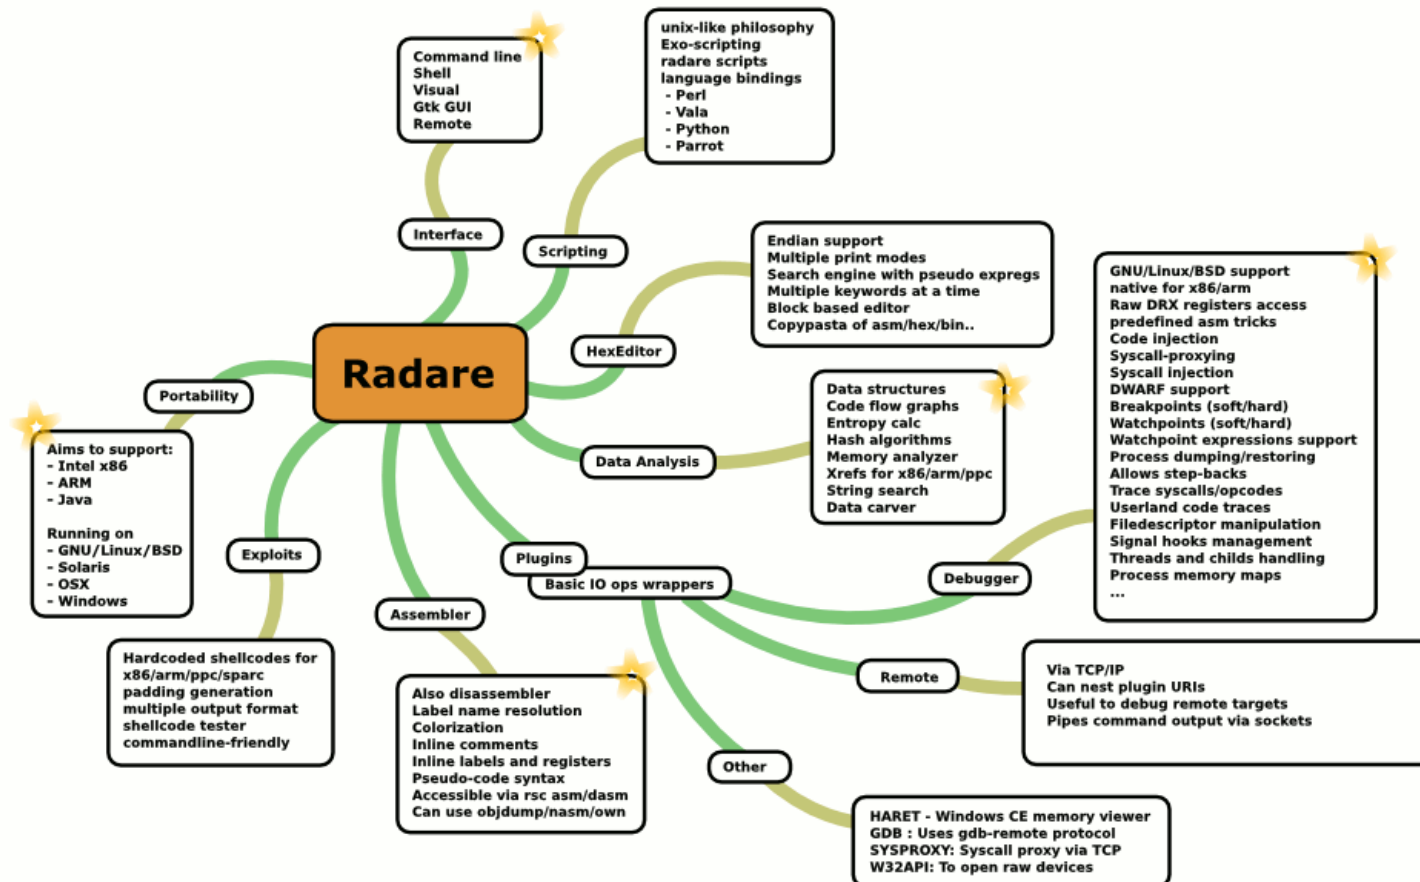 Command line
Shell
Visual
Gtk GUI
Remote
unix-like philosophy
Exo-scripting
radare scripts
language bindings
- Perl
- Vala
- Python
- Parrot
Interface
Scripting
Endian support
Multiple print modes
Search engine with pseudo expregs
Multiple keywords at a time
Block based editor
Copypasta of asm/hex/bin..
HexEditor
Radare
Portability
Aims to support:
- Intel x86
- ARM
- Java
Running on
- GNU/Linux/BSD
- Solaris
- OSX
- Windows
Data Analysis
Data structures
Code flow graphs
Entropy calc
Hash algorithms
Memory analyzer
Xrefs for x86/arm/ppc
String search
Data carver
GNU/Linux/BSD support
native for x86/arm
Raw DRX registers access
predefined asm tricks
Code injection
Syscall-proxying
Syscall injection
DWARF support
Breakpoints (soft/hard)
Watchpoints (soft/hard)
Watchpoint expressions support
Process dumping/restoring
Allows step-backs
Trace syscalls/opcodes
Userland code traces
Filedescriptor manipulation
Signal hooks management
Threads and childs handling
Process memory maps
...
Exploits
Plugins
Basic IO ops wrappers
Debugger
Assembler
Hardcoded shellcodes for
x86/arm/ppc/sparc
padding generation
multiple output format
shellcode tester
commandline-friendly
Also disassembler
Label name resolution
Colorization
Inline comments
Inline labels and registers
Pseudo-code syntax
Accessible via rsc asm/dasm
Can use objdump/nasm/own
Remote
Via TCP/IP
Can nest plugin URIs
Useful to debug remote targets
Pipes command output via sockets
Other
HARET - Windows CE memory viewer
GDB : Uses gdb-remote protocol
SYSPROXY: Syscall proxy via TCP
W32API: To open raw devices